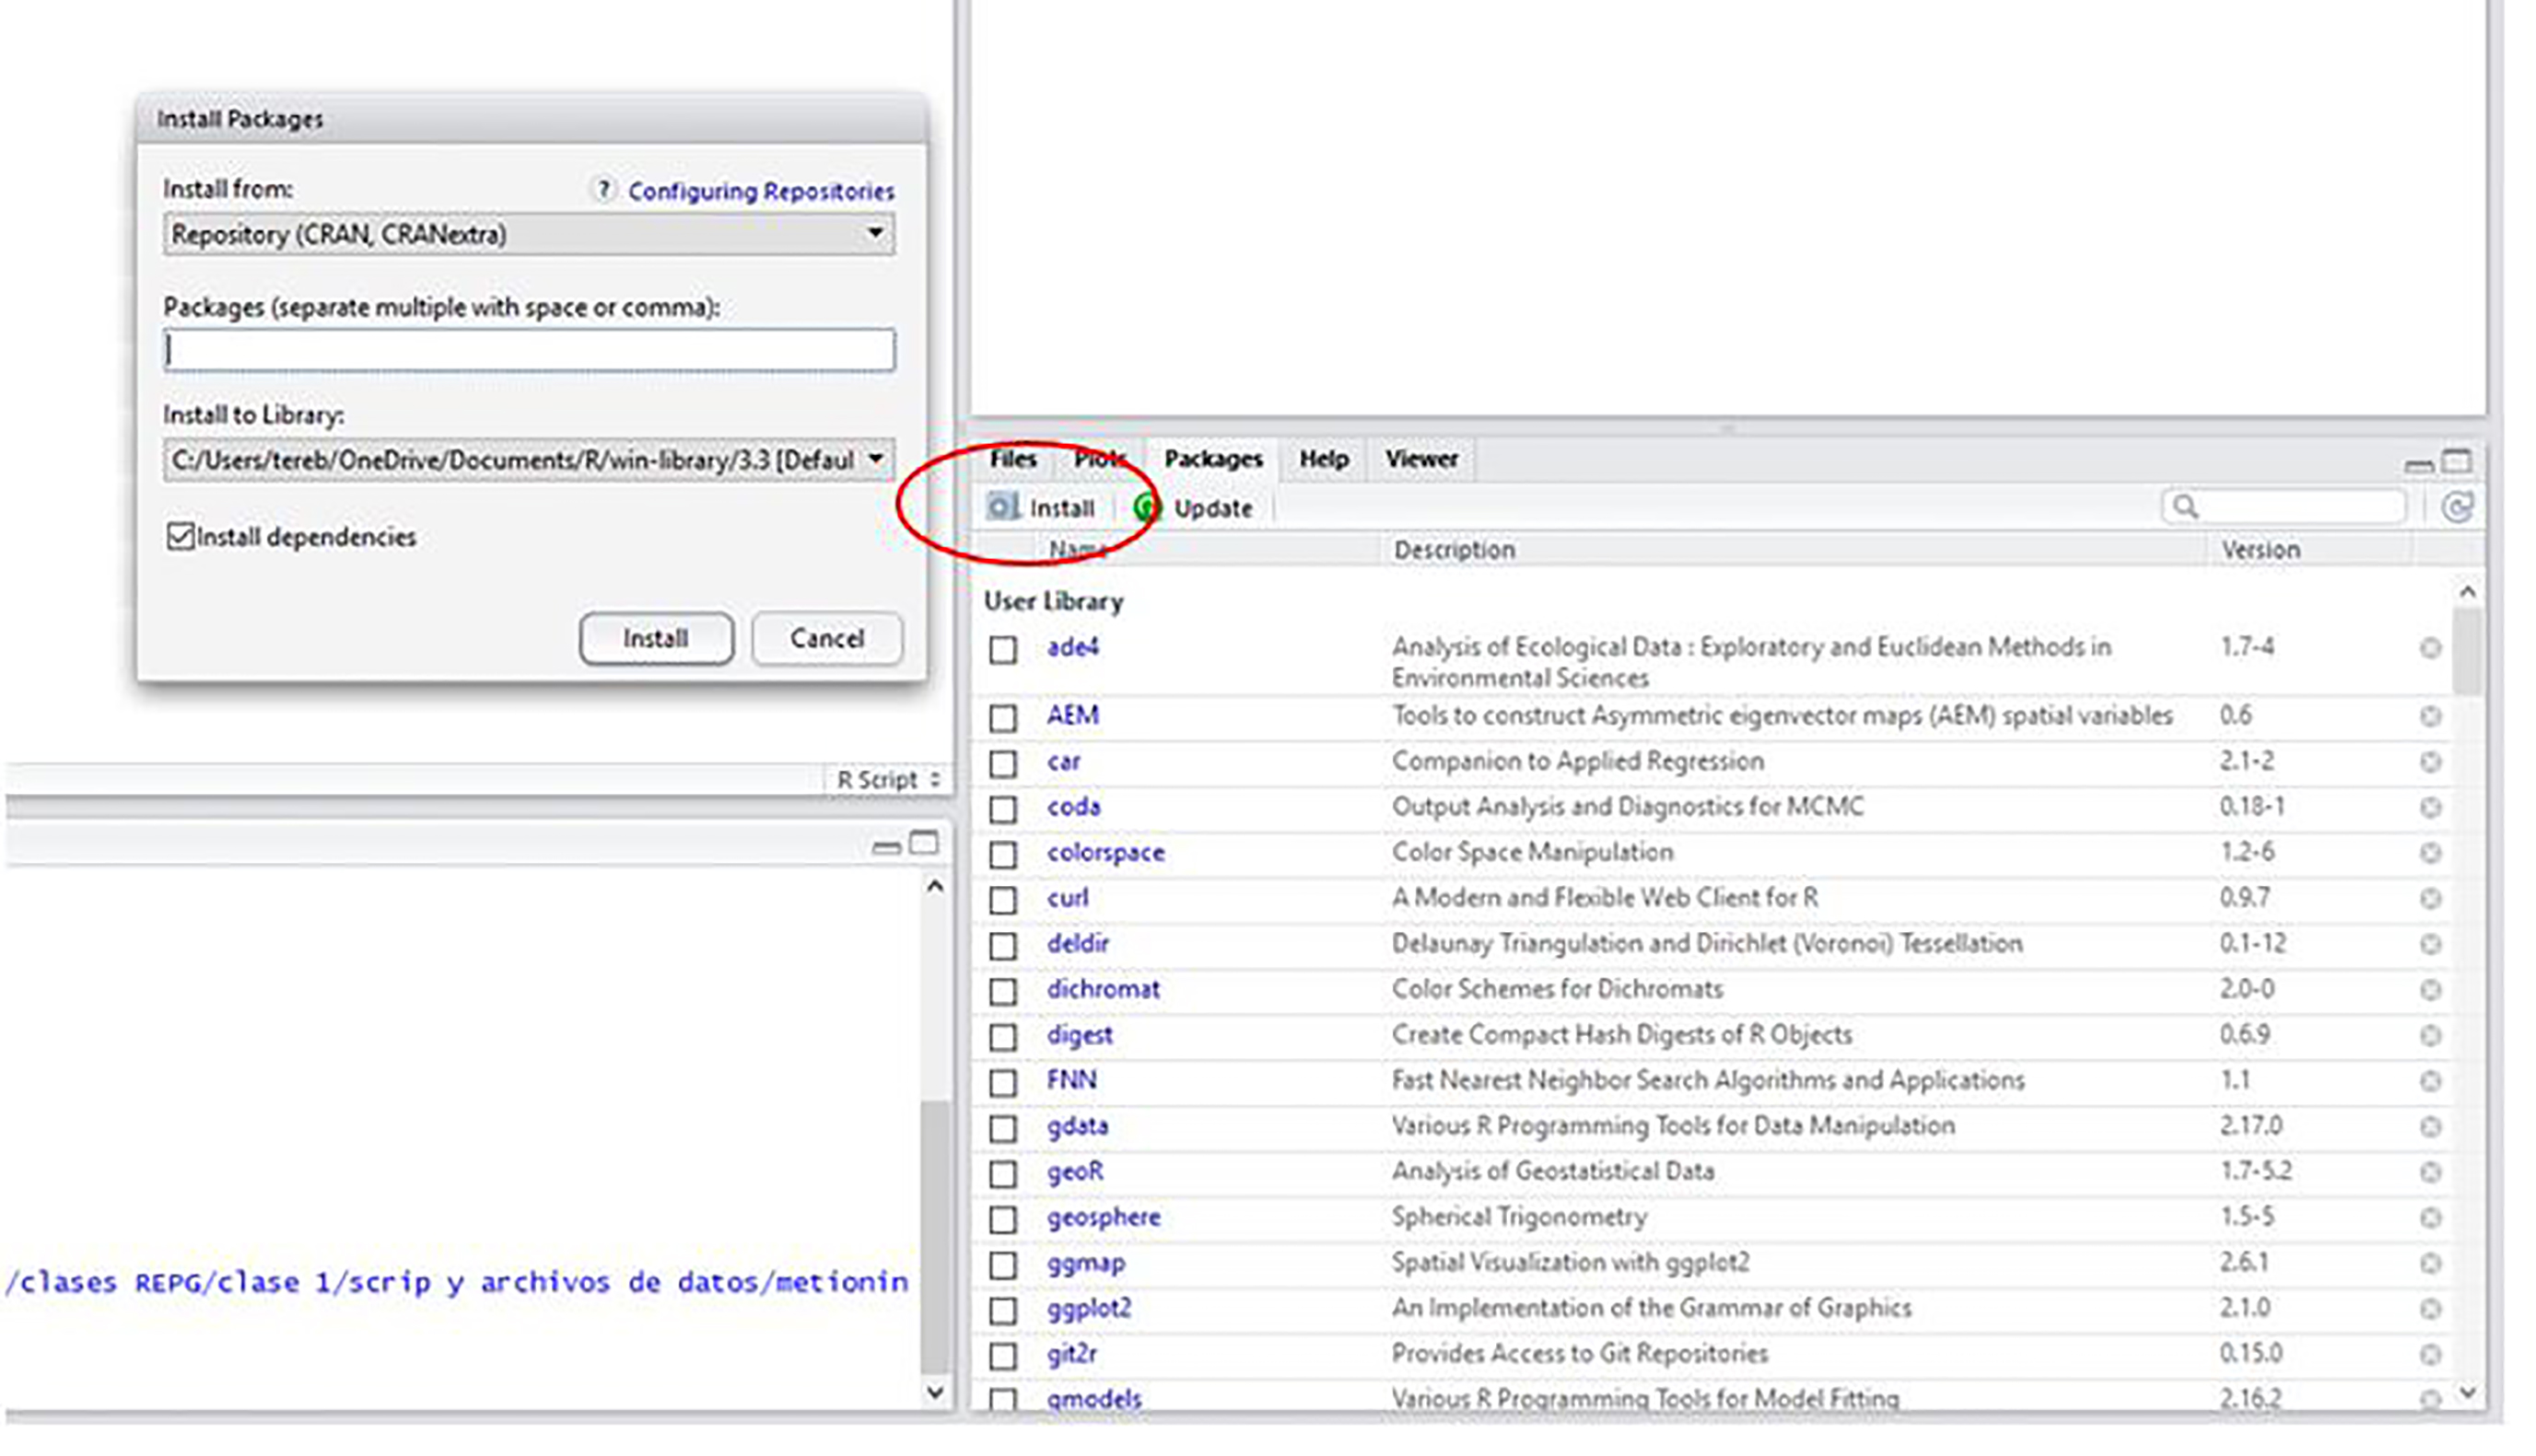 Install Packages
Install from:
? Configuring Repositories
Repository (CRAN, CRANextra)
Packages (separate multiple with space or comma):
Install to Library:
C:/Users/tereb/OneDrive/Documents/R/win-library/3.3 [Defaul
Install dependencies
Install Cancel
R Script
/clases REPG/clase 1/scrip y archivos de datos/metionin
Files Plots Packages Help Viewer
Install Update
Name Description Version
User Library
ade4 Analysis of Ecological Data : Exploratory and Euclidean Methods in 1.7-4
Environmental Sciences
AEM Tools to construct Asymmetric eigenvector maps (AEM) spatial variables 0.6
car Companion to Applied Regression 2.1-2
coda Output Analysis and Diagnostics for MCMC 0.18-1
colorspace Color Space Manipulation 1.2-6
curl A Modern and Flexible Web Client for R 0.9.7
deldir Delaunay Triangulation and Dirichlet (Voronoi) Tessellation 0.1-12
dichromat Color Schemes for Dichromats 2.0-0
digest Create Compact Hash Digests of R Objects 0.6.9
FNN Fast Nearest Neighbor Search Algorithms and Applications 1.1
gdata Various R Programming Tools for Data Manipulation 2.17.0
geoR Analysis of Geostatistical Data 1.7-5.2
geosphere Spherical Trigonometry 1.5-5
ggmap Spatial Visualization with ggplot2 2.6.1
ggplot2 An Implementation of the Grammar of Graphics 2.1.0
git2r Provides Access to Git Repositories 0.15.0
gmodels Various R Programming Tools for Model Fitting 2.16.2